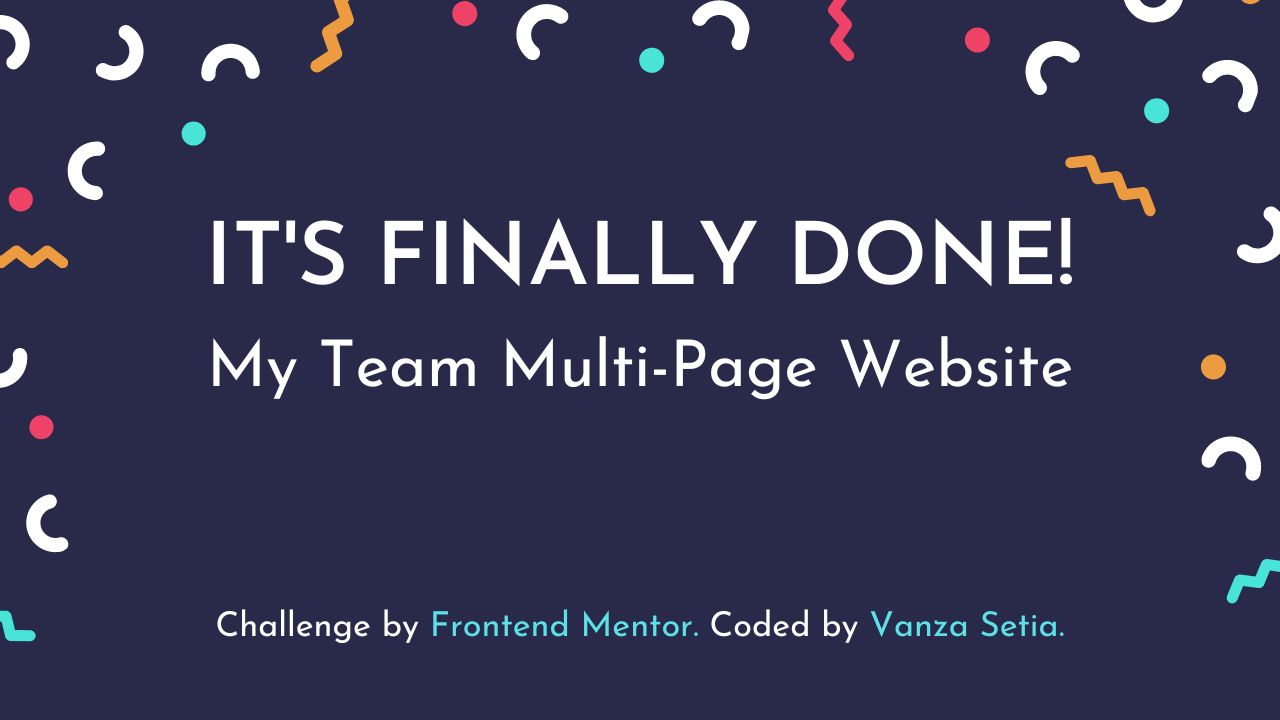 IT'S FINALLY DONE!
My Team Multi-Page Website
Challenge by Frontend Mentor. Coded by Vanza Setia.